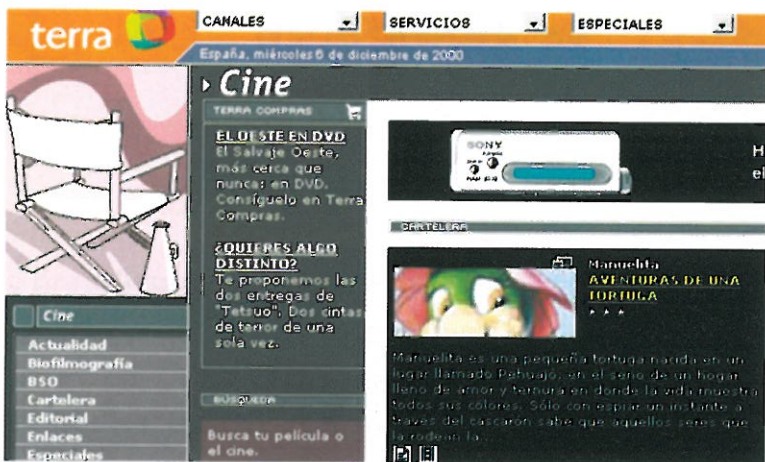 terra
CANALES
SERVICIOS
ESPECIALES
España, miércoles 6 de diciembre de 2000
Cine
TERRA COMPRAS
EL OESTE EN DVD
El Salvaje Oeste,
más cerca que
nunca: en DVD.
Consíguelo en Terra
Compras.
¿QUIERES ALGO
DISTINTO?
Te proponemos las
dos entregas de
"Tetsuo". Dos cintas
de terror de una
sola vez.
BÚSQUEDA
Busca tu película o
el cine.
SONY
H
el
CARTELERA
Manuelita
AVENTURAS DE UNA
TORTUGA
* * *
Manuelita es una pequeña tortuga nacida en un
lugar llamado Pehuajó, en el seno de un hogar
lleno de amor y ternura en donde la vida muestra
todos sus colores. Sólo con espiar un instante a
través del cascarón sabe que aquellos seres que
la rodean la...
Cine
Actualidad
Biofilmografía
BSO
Cartelera
Editorial
Enlaces
Especiales